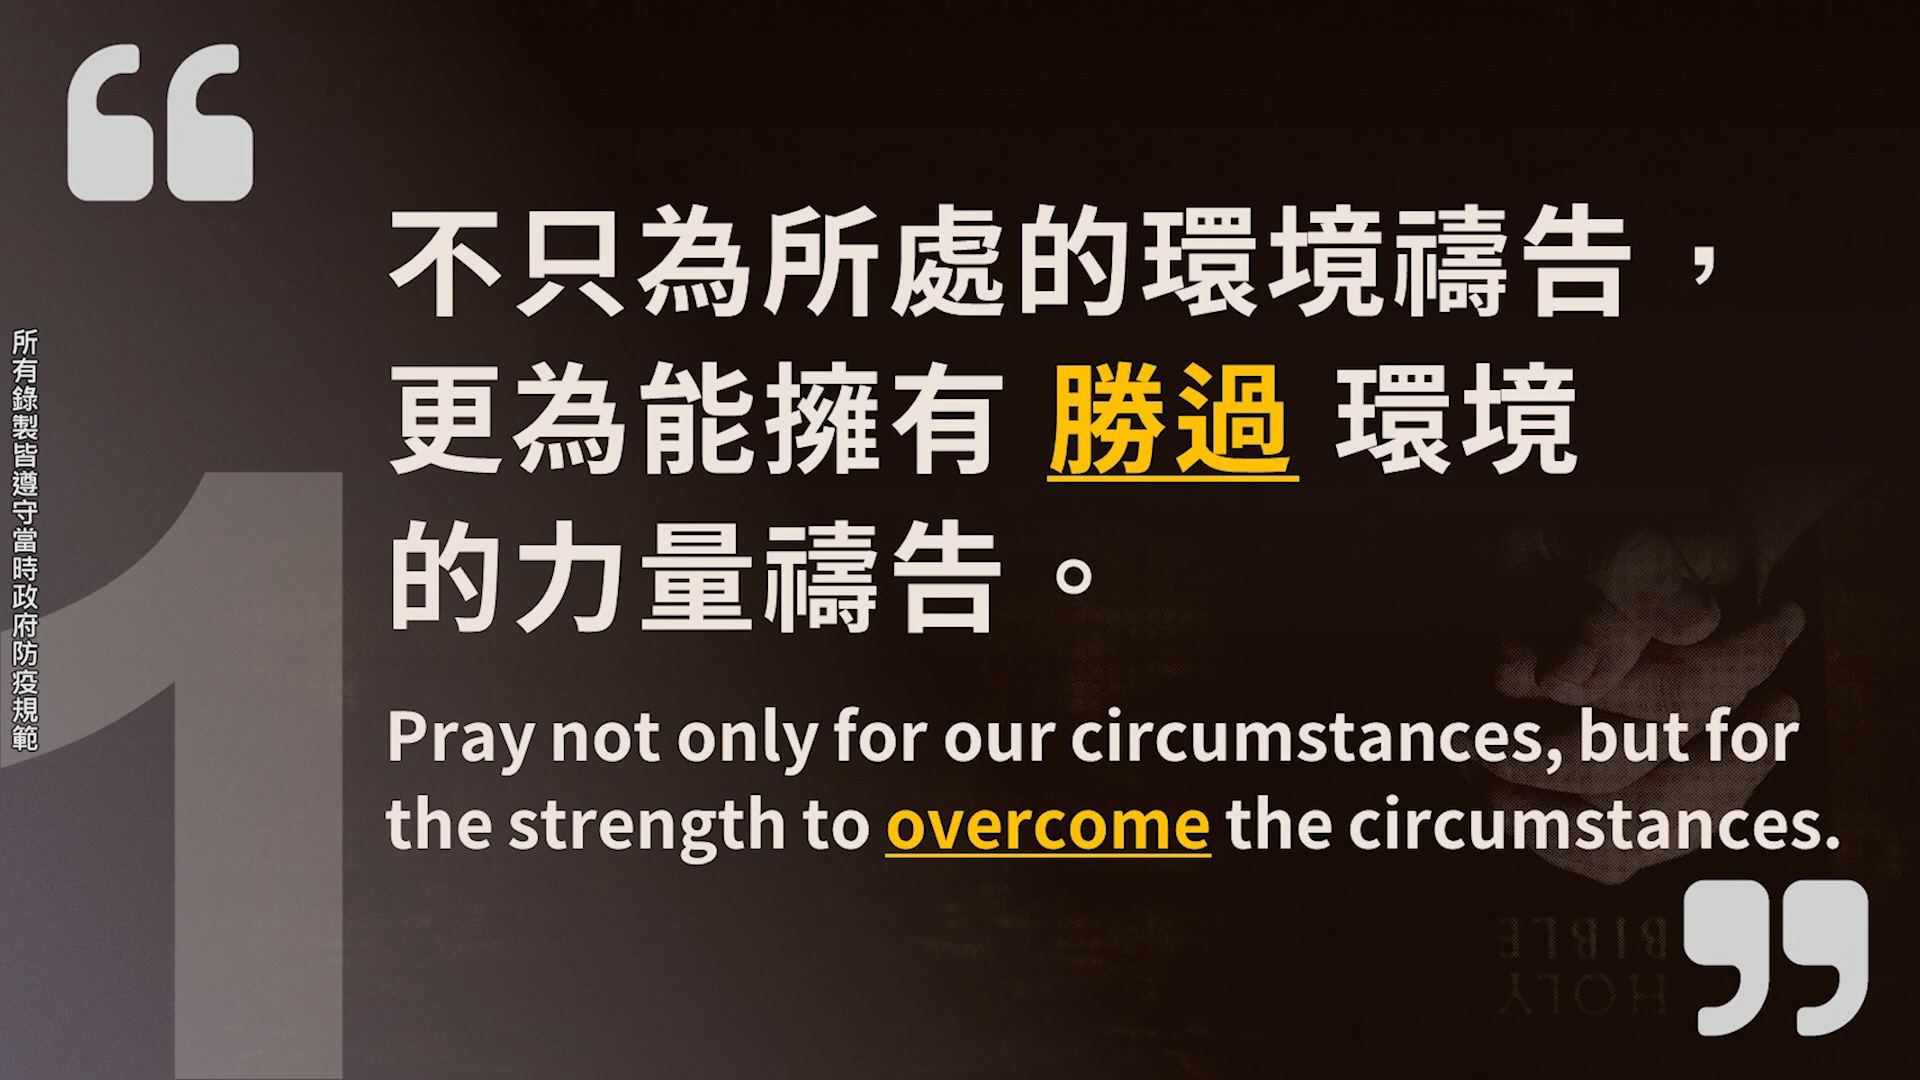 不只為所處的環境禱告，
更為能擁有 勝過 環境
的力量禱告。
Pray not only for our circumstances, but for
the strength to overcome the circumstances.
1
所有錄製皆遵守當時政府防疫規範
HOLY
BIBLE